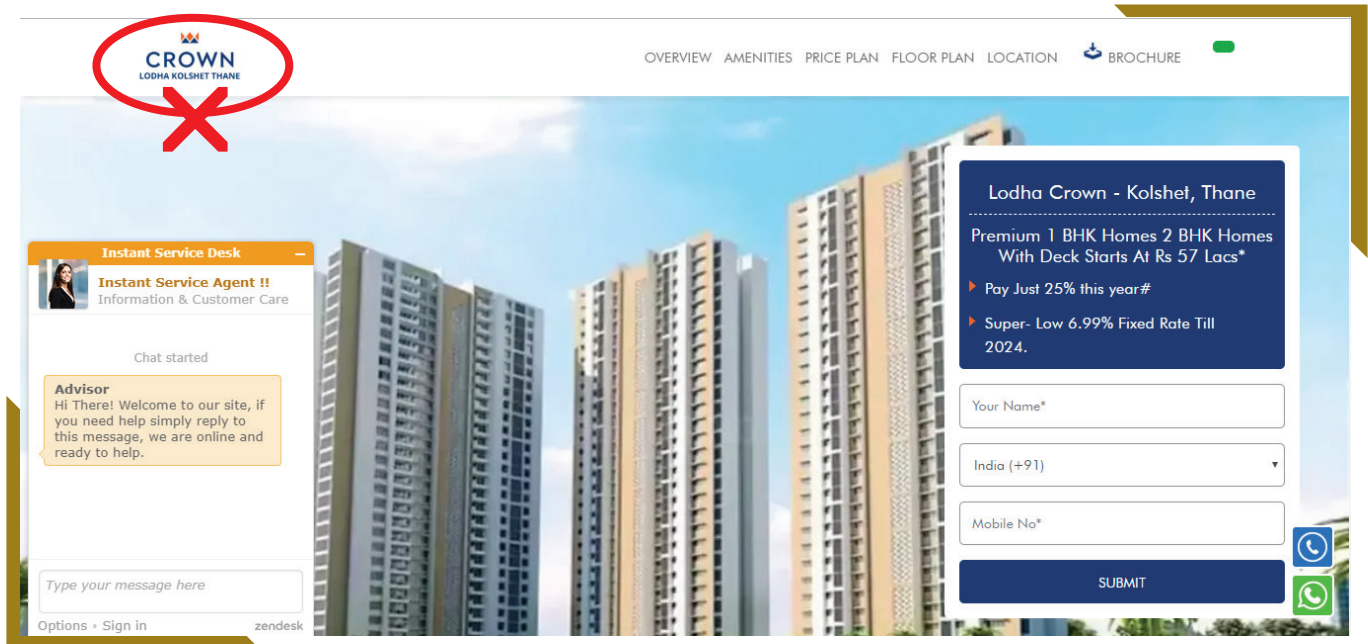 CROWN
LODHA KOLSHET THANE
OVERVIEW AMENITIES PRICE PLAN FLOOR PLAN LOCATION BROCHURE
Instant Service Desk
Instant Service Agent !!
Information & Customer Care
Chat started
Advisor
Hi There! Welcome to our site, if
you need help simply reply to
this message, we are online and
ready to help.
Type your message here
Options • Sign in zendesk
Lodha Crown - Kolshet, Thane
Premium 1 BHK Homes 2 BHK Homes
With Deck Starts At Rs 57 Lacs*
Pay Just 25% this year#
Super- Low 6.99% Fixed Rate Till
2024.
Your Name*
India (+91)
Mobile No*
SUBMIT